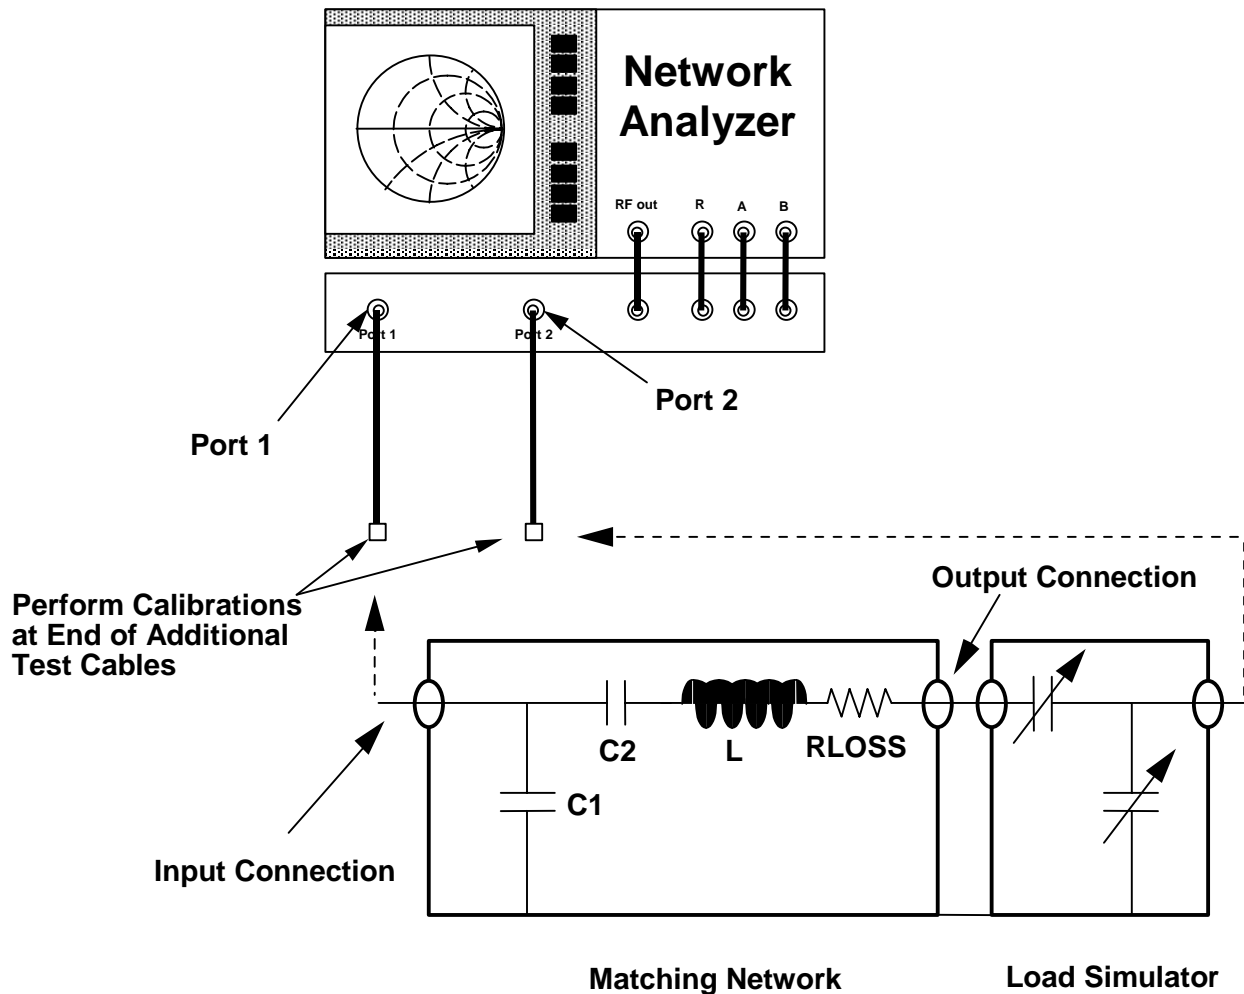 Network
Analyzer
RF out
R
A
B
Port 1
Port 2
Port 2
Port 1
Output Connection
Perform Calibrations
at End of Additional
Test Cables
C2
L
RLOSS
C1
Input Connection
Matching Network
Load Simulator